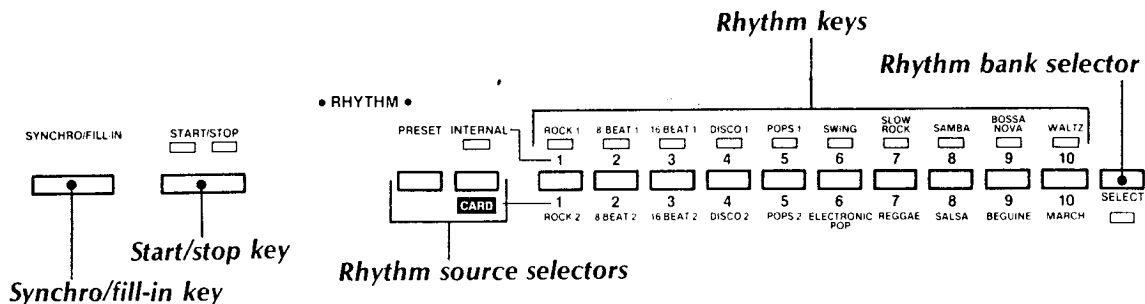 Rhythm keys
Rhythm bank selector
• RHYTHM •
SYNCHRO/FILL-IN
START/STOP
PRESET
INTERNAL
ROCK 1
8 BEAT 1
16 BEAT 1
DISCO 1
POPS 1
SWING
SLOW
ROCK
SAMBA
BOSSA
NOVA
WALTZ
1 2 3 4 5 6 7 8 9 10
CARD
1 2 3 4 5 6 7 8 9 10
SELECT
ROCK 2
8 BEAT 2
16 BEAT 2
DISCO 2
POPS 2
ELECTRONIC
POP
REGGAE
SALSA
BEGUINE
MARCH
Start/stop key
Rhythm source selectors
Synchro/fill-in key